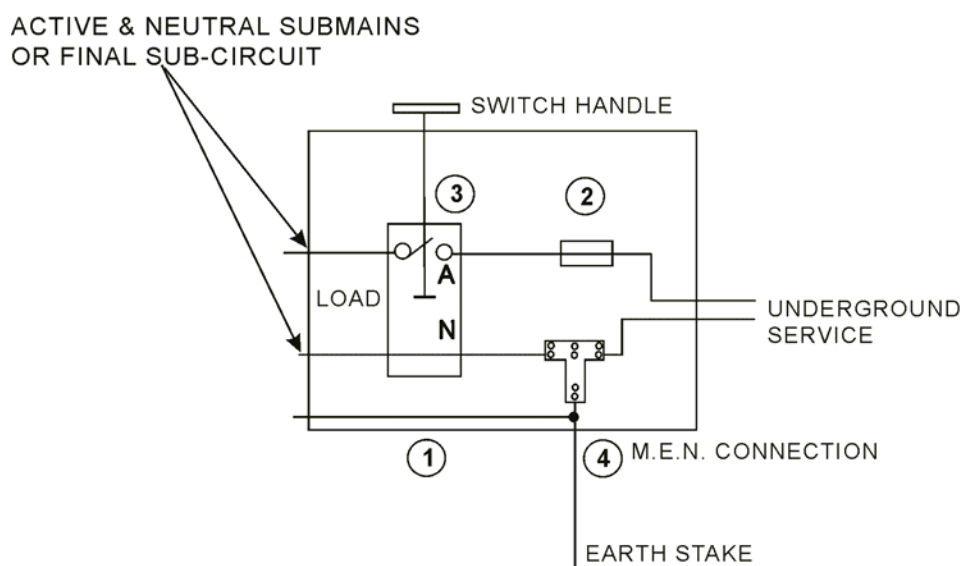 ACTIVE & NEUTRAL SUBMAINS
OR FINAL SUB-CIRCUIT
SWITCH HANDLE
3
2
A
LOAD
N
UNDERGROUND
SERVICE
1
4 M.E.N. CONNECTION
EARTH STAKE